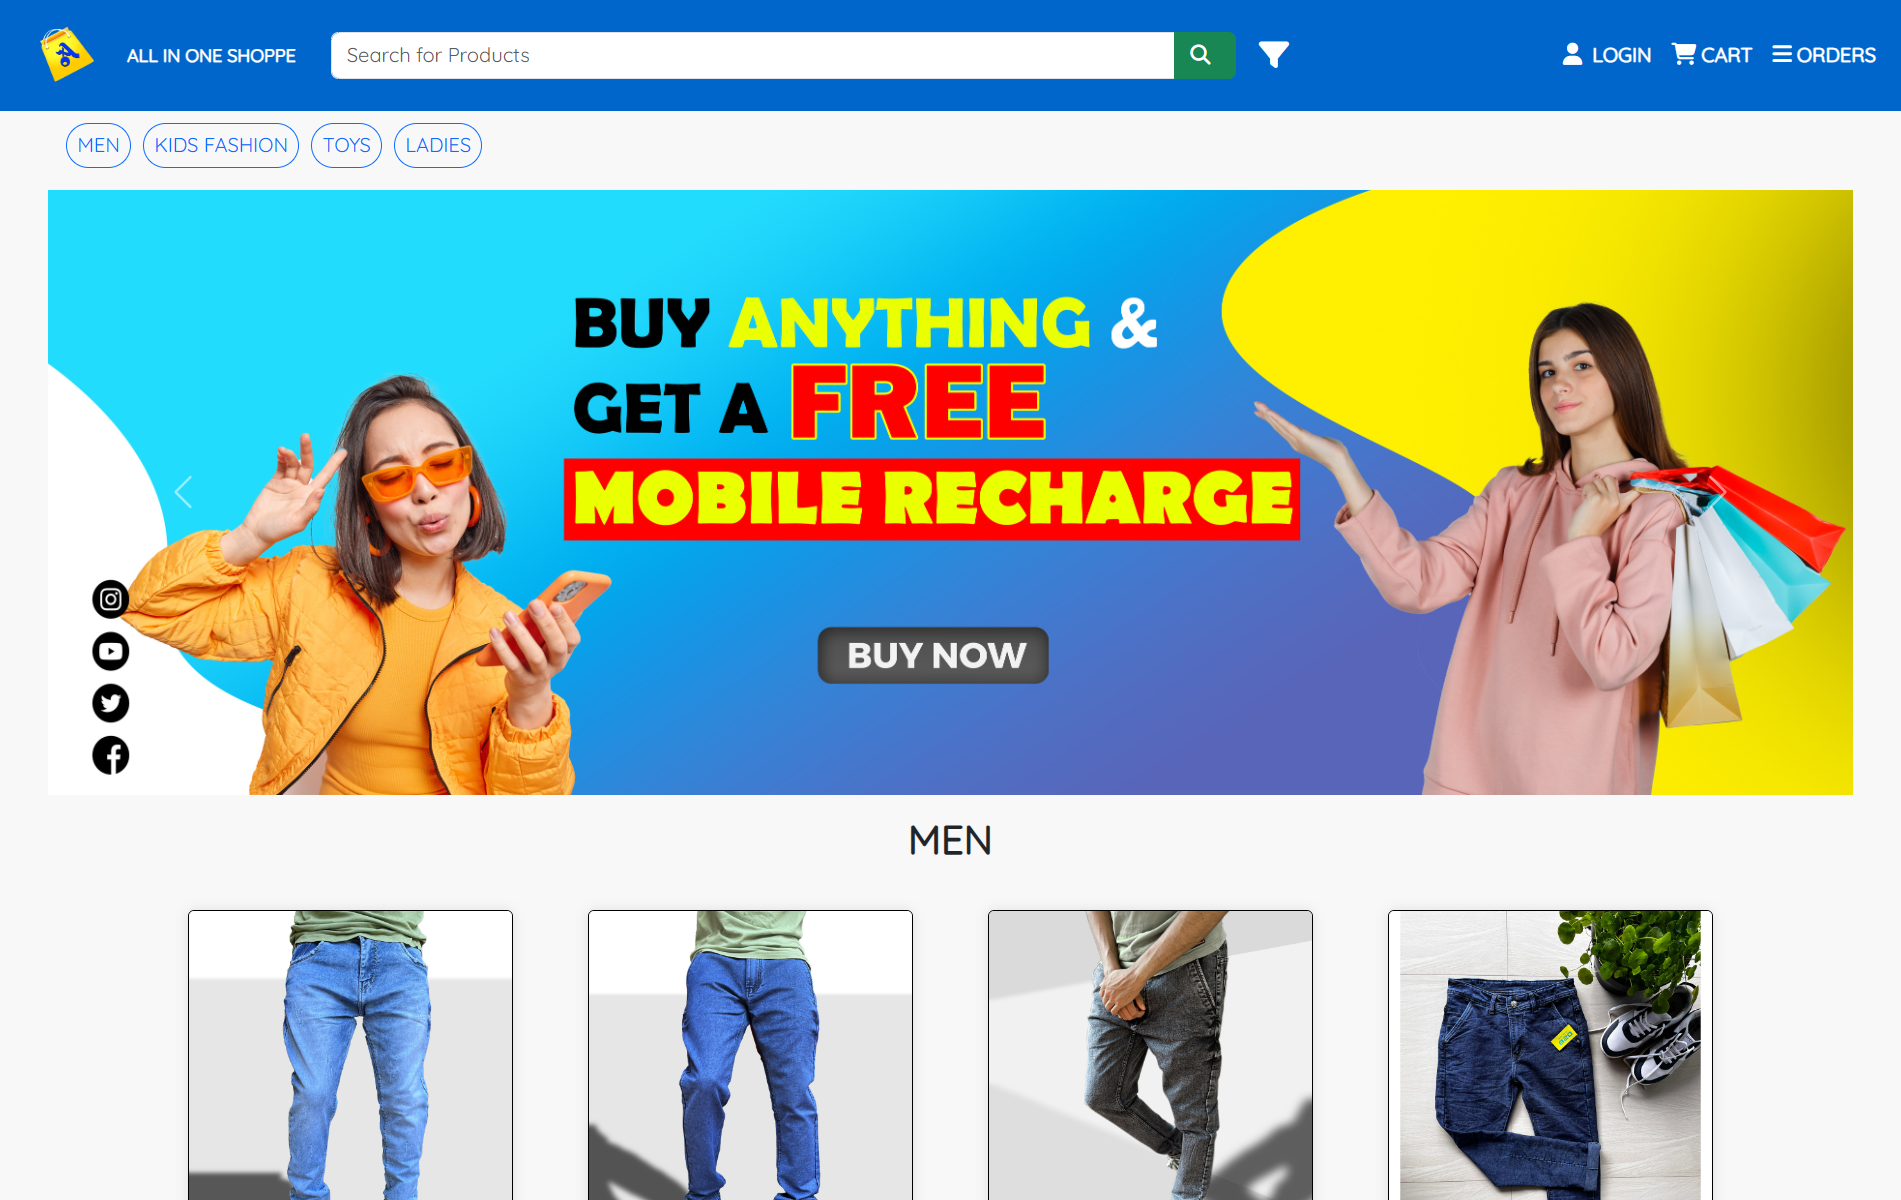 ALL IN ONE SHOPPE
Search for Products
LOGIN
CART
ORDERS
MEN
KIDS FASHION
TOYS
LADIES
BUY ANYTHING &
GET A FREE
MOBILE RECHARGE
BUY NOW
MEN